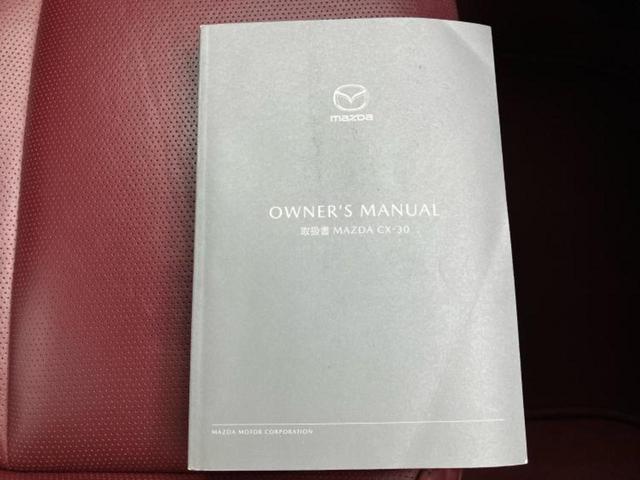 mazda
OWNER'S MANUAL
取扱書 MAZDA CX-30
MAZDA MOTOR CORPORATION